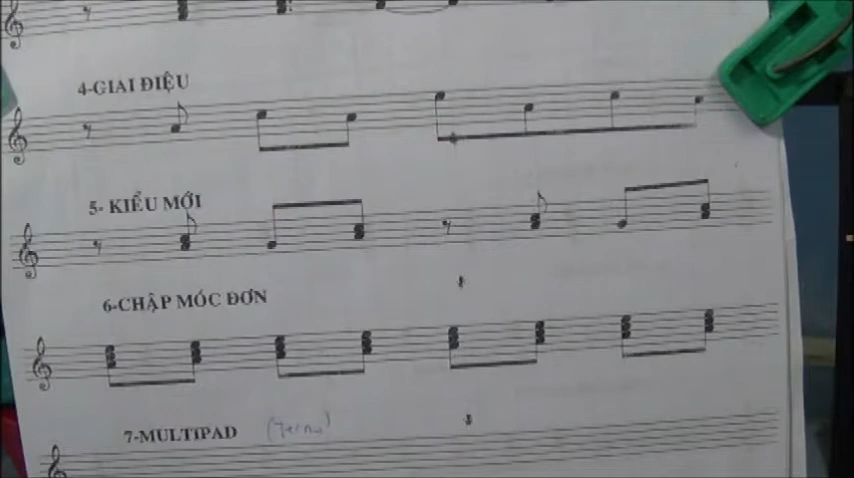 4-GIAI ĐIỆU
5- KIỂU MỚI
6-CHẬP MÓC ĐƠN
7-MULTIPAD